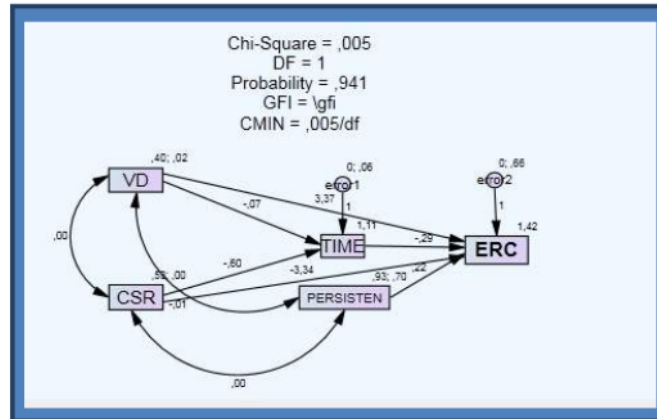 Chi-Square = ,005
DF = 1
Probability = ,941
GFI = \gfi
CMIN = ,005/df
,40; ,02
VD
0; ,06
error1
0; ,66
error2
3,37
1
1
-,07
1,11
1,42
,00
TIME
-,29
ERC
-,60
,00
-3,34
,93; ,70
,22
CSR
-,01
PERSISTEN
,00